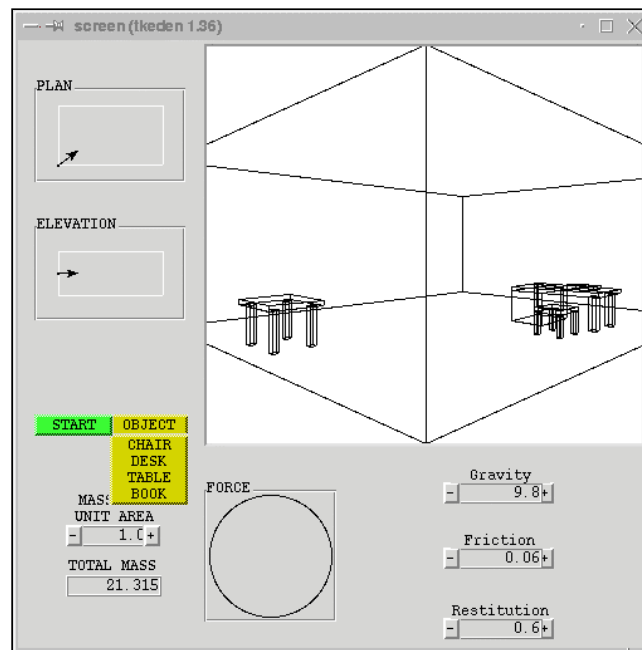 screen (tkeden 1.36)
PLAN
ELEVATION
START
OBJECT
CHAIR
DESK
TABLE
BOOK
MAS
UNIT AREA
- 1.0 +
TOTAL MASS
21.315
FORCE
Gravity
- 9.8 +
Friction
- 0.06 +
Restitution
- 0.6 +